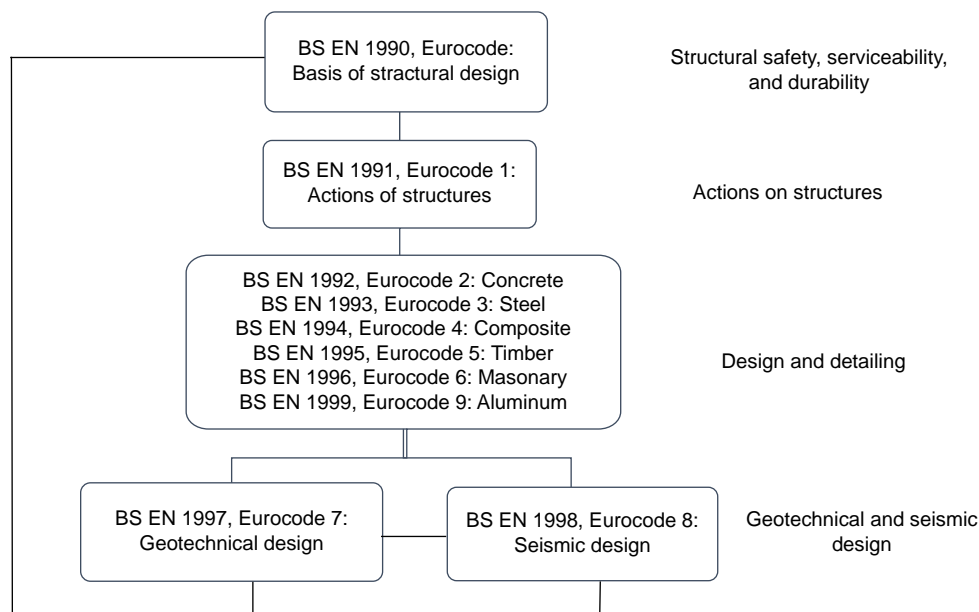 BS EN 1990, Eurocode:
Basis of stractural design
Structural safety, serviceability,
and durability
BS EN 1991, Eurocode 1:
Actions of structures
Actions on structures
BS EN 1992, Eurocode 2: Concrete
BS EN 1993, Eurocode 3: Steel
BS EN 1994, Eurocode 4: Composite
BS EN 1995, Eurocode 5: Timber
BS EN 1996, Eurocode 6: Masonary
BS EN 1999, Eurocode 9: Aluminum
Design and detailing
BS EN 1997, Eurocode 7:
Geotechnical design
BS EN 1998, Eurocode 8:
Seismic design
Geotechnical and seismic
design